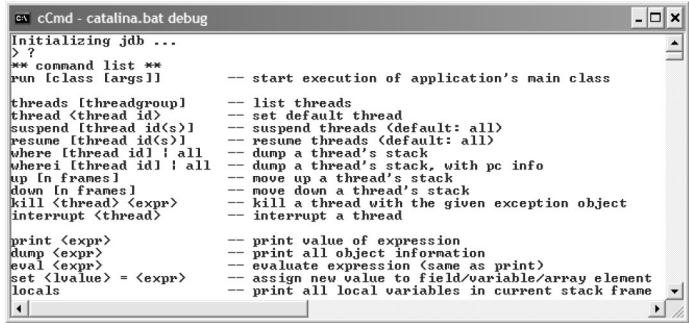 cCmd - catalina.bat debug
Initializing jdb ...
> ?
** command list **
run [class [args]]        -- start execution of application's main class
threads [threadgroup]     -- list threads
thread <thread id>        -- set default thread
suspend [thread id(s)]    -- suspend threads (default: all)
resume [thread id(s)]     -- resume threads (default: all)
where [thread id] ¦ all   -- dump a thread's stack
wherei [thread id] ¦ all  -- dump a thread's stack, with pc info
up [n frames]             -- move up a thread's stack
down [n frames]           -- move down a thread's stack
kill <thread> <expr>      -- kill a thread with the given exception object
interrupt <thread>        -- interrupt a thread
print <expr>              -- print value of expression
dump <expr>               -- print all object information
eval <expr>               -- evaluate expression (same as print)
set <lvalue> = <expr>     -- assign new value to field/variable/array element
locals                    -- print all local variables in current stack frame